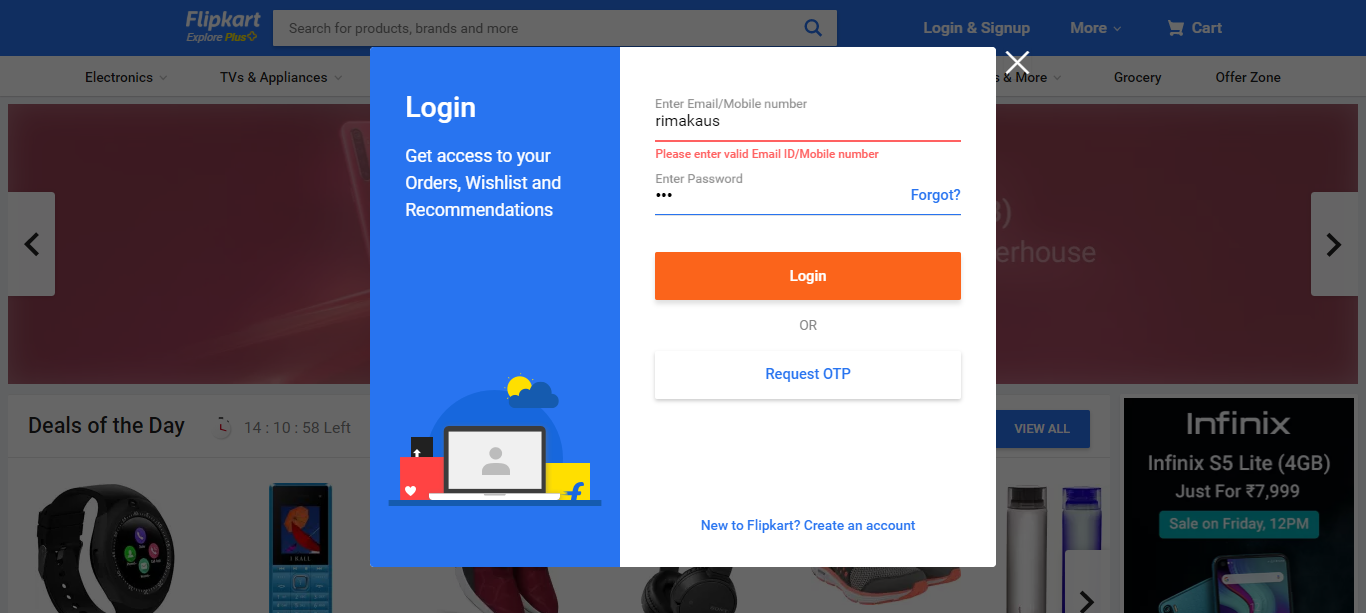 Flipkart
Explore Plus
Search for products, brands and more
Login & Signup
More
Cart
Electronics
TVs & Appliances
& More
Grocery
Offer Zone
Login
Get access to your
Orders, Wishlist and
Recommendations
Enter Email/Mobile number
rimakaus
Please enter valid Email ID/Mobile number
Enter Password
•••
Forgot?
Login
OR
Request OTP
New to Flipkart? Create an account
erhouse
Deals of the Day
14 : 10 : 58 Left
VIEW ALL
Infinix
Infinix S5 Lite (4GB)
Just For ₹7,999
Sale on Friday, 12PM
I KALL